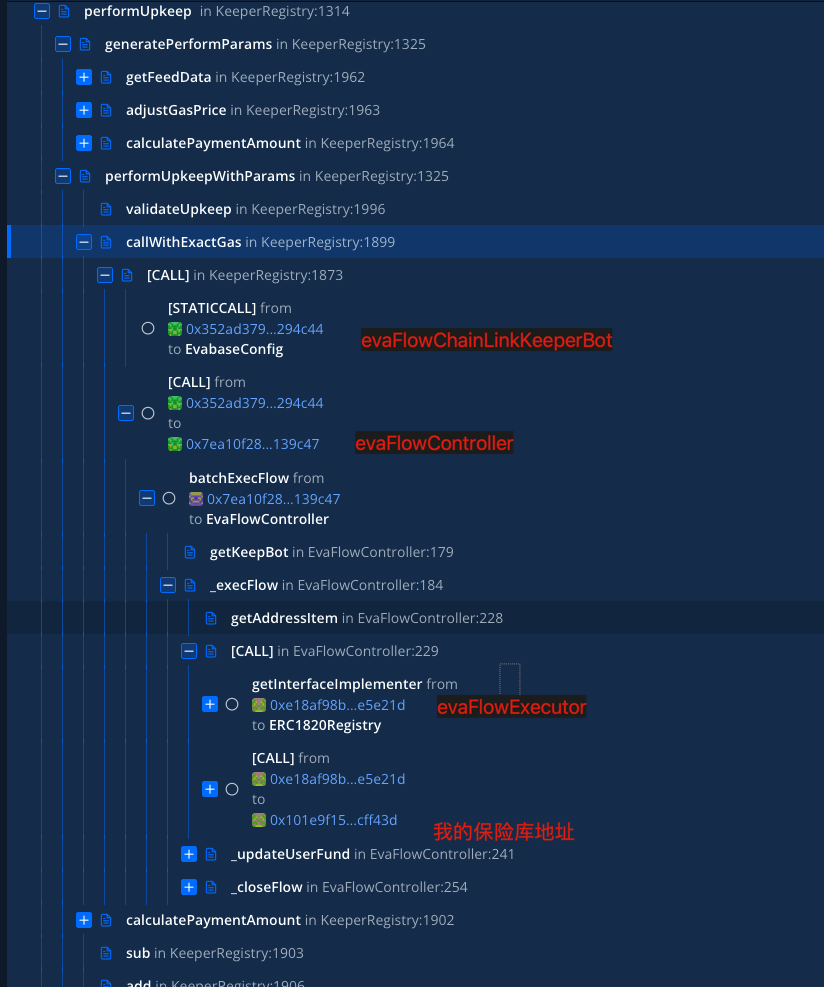 performUpkeep in KeeperRegistry:1314
generatePerformParams in KeeperRegistry:1325
getFeedData in KeeperRegistry:1962
adjustGasPrice in KeeperRegistry:1963
calculatePaymentAmount in KeeperRegistry:1964
performUpkeepWithParams in KeeperRegistry:1325
validateUpkeep in KeeperRegistry:1996
callWithExactGas in KeeperRegistry:1899
[CALL] in KeeperRegistry:1873
[STATICCALL] from
0x352ad379...294c44
to EvabaseConfig
evaFlowChainLinkKeeperBot
[CALL] from
0x352ad379...294c44
to
0x7ea10f28...139c47
evaFlowController
batchExecFlow from
0x7ea10f28...139c47
to EvaFlowController
getKeepBot in EvaFlowController:179
_execFlow in EvaFlowController:184
getAddressItem in EvaFlowController:228
[CALL] in EvaFlowController:229
getInterfaceImplementer from
0xe18af98b...e5e21d
evaFlowExecutor
to ERC1820Registry
[CALL] from
0xe18af98b...e5e21d
to
0x101e9f15...cff43d
我的保险库地址
_updateUserFund in EvaFlowController:241
_closeFlow in EvaFlowController:254
calculatePaymentAmount in KeeperRegistry:1902
sub in KeeperRegistry:1903
add in KeeperRegistry:1906